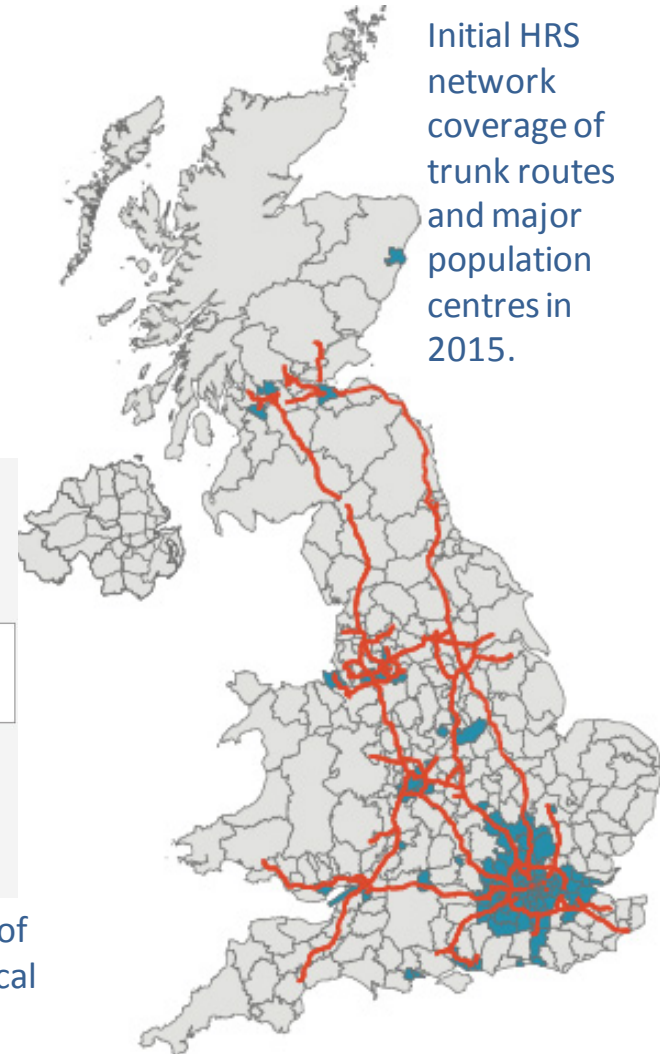 Initial HRS
network
coverage of
trunk routes
and major
population
centres in
2015.
of
cal